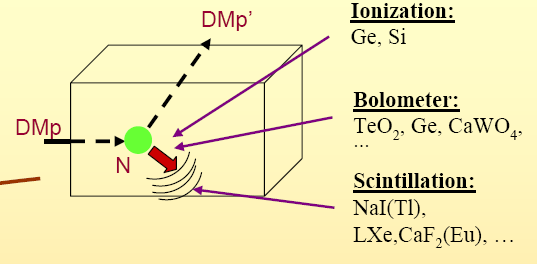 DMp'
DMp
N
Ionization:
Ge, Si
Bolometer:
TeO₂, Ge, CaWO₄,
...
Scintillation:
NaI(Tl),
LXe,CaF₂(Eu), …